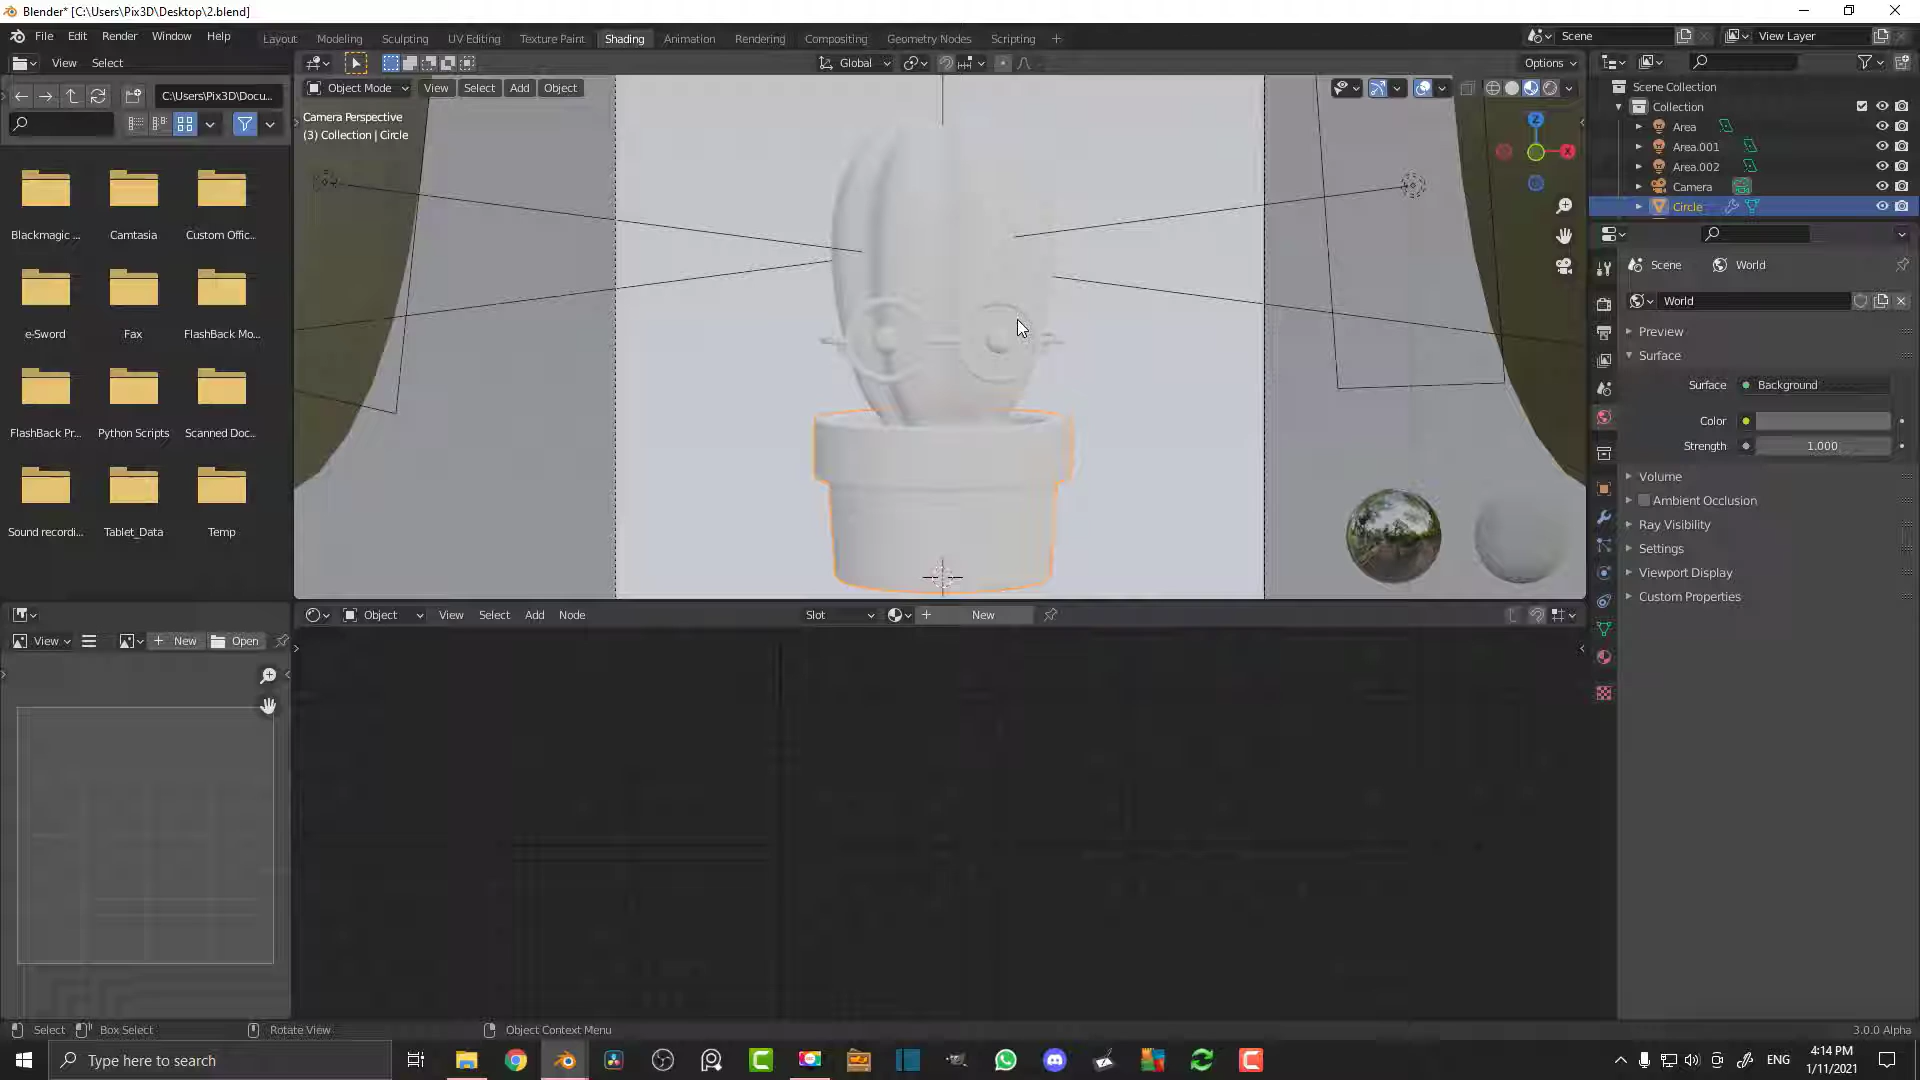 Blender* [C:\Users\Pix3D\Desktop\2.blend]
File Edit Render Window Help
Layout Modeling Sculpting UV Editing Texture Paint Shading Animation Rendering Compositing Geometry Nodes Scripting
Scene
View Layer
View Select
Global
Options
C:\Users\Pix3D\Docu...
Object Mode View Select Add Object
Camera Perspective
(3) Collection | Circle
Z
X
Scene Collection
Collection
Area
Area.001
Area.002
Camera
Circle
Blackmagic ... Camtasia Custom Offic...
e-Sword Fax FlashBack Mo...
FlashBack Pr... Python Scripts Scanned Doc...
Sound recordi... Tablet_Data Temp
Scene World
World
Preview
Surface
Surface Background
Color
Strength 1.000
Volume
Ambient Occlusion
Ray Visibility
Settings
Viewport Display
Custom Properties
Object View Select Add Node Slot New
View New Open
Select Box Select Rotate View Object Context Menu 3.0.0 Alpha
Type here to search
ENG
4:14 PM
1/11/2021